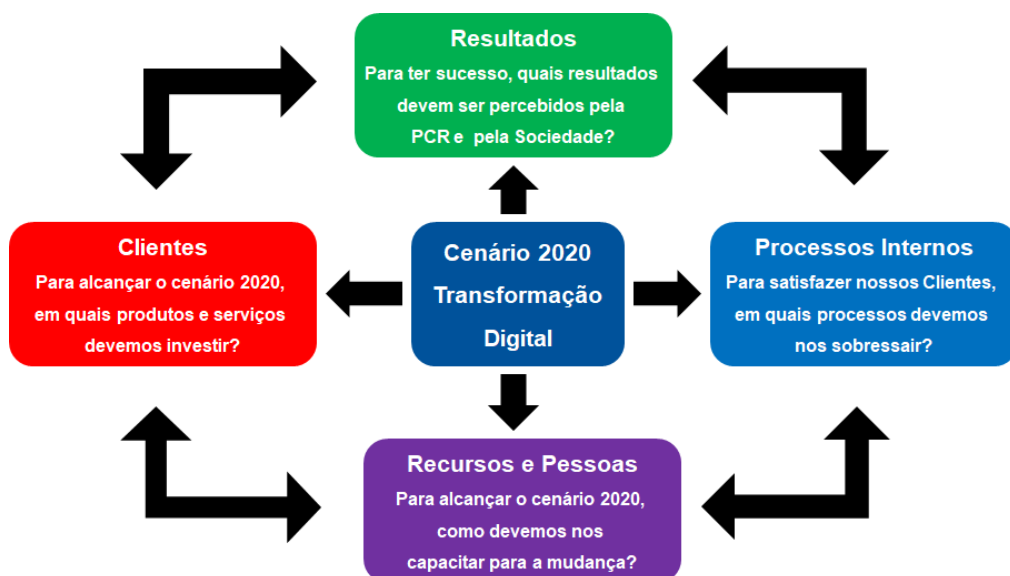 Resultados
Para ter sucesso, quais resultados
devem ser percebidos pela
PCR e pela Sociedade?
Clientes
Para alcançar o cenário 2020,
em quais produtos e serviços
devemos investir?
Cenário 2020
Transformação
Digital
Processos Internos
Para satisfazer nossos Clientes,
em quais processos devemos
nos sobressair?
Recursos e Pessoas
Para alcançar o cenário 2020,
como devemos nos
capacitar para a mudança?